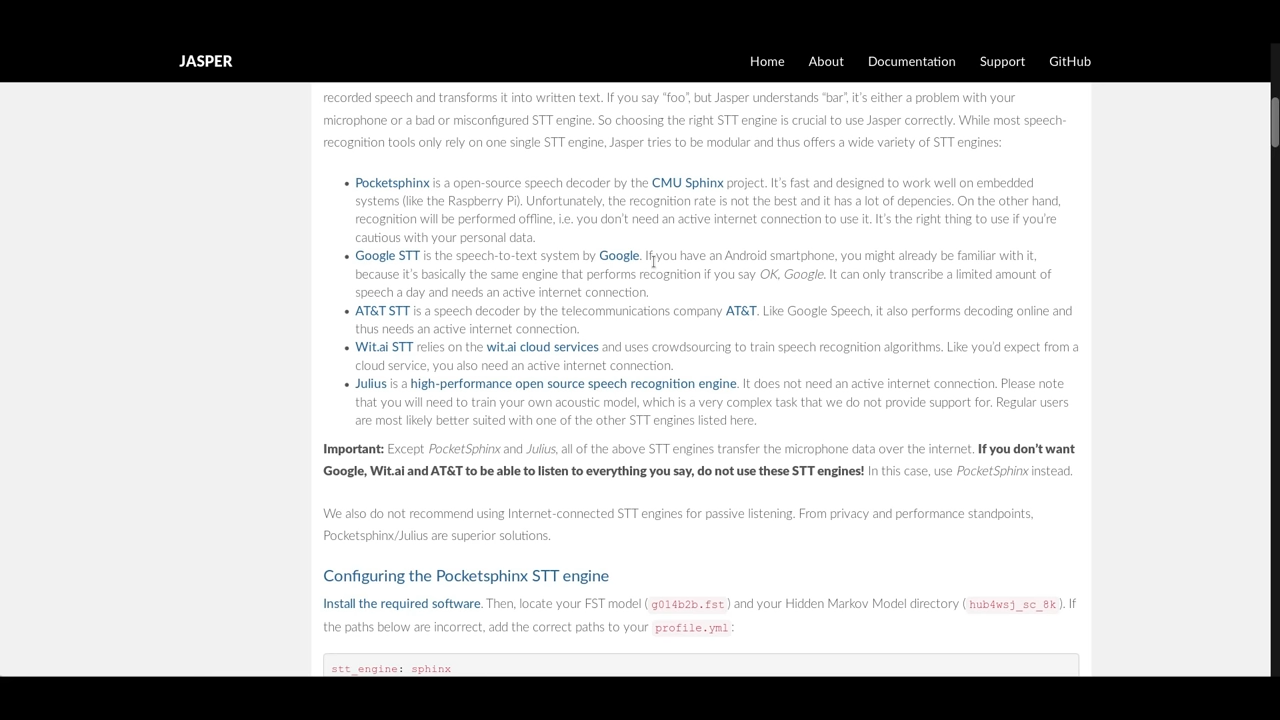 JASPER
Home About Documentation Support GitHub
recorded speech and transforms it into written text. If you say “foo”, but Jasper understands “bar”, it’s either a problem with your
microphone or a bad or misconfigured STT engine. So choosing the right STT engine is crucial to use Jasper correctly. While most speech-
recognition tools only rely on one single STT engine, Jasper tries to be modular and thus offers a wide variety of STT engines:
• Pocketsphinx is a open-source speech decoder by the CMU Sphinx project. It’s fast and designed to work well on embedded
systems (like the Raspberry Pi). Unfortunately, the recognition rate is not the best and it has a lot of depencies. On the other hand,
recognition will be performed offline, i.e. you don’t need an active internet connection to use it. It’s the right thing to use if you’re
cautious with your personal data.
• Google STT is the speech-to-text system by Google. If you have an Android smartphone, you might already be familiar with it,
because it’s basically the same engine that performs recognition if you say OK, Google. It can only transcribe a limited amount of
speech a day and needs an active internet connection.
• AT&T STT is a speech decoder by the telecommunications company AT&T. Like Google Speech, it also performs decoding online and
thus needs an active internet connection.
• Wit.ai STT relies on the wit.ai cloud services and uses crowdsourcing to train speech recognition algorithms. Like you’d expect from a
cloud service, you also need an active internet connection.
• Julius is a high-performance open source speech recognition engine. It does not need an active internet connection. Please note
that you will need to train your own acoustic model, which is a very complex task that we do not provide support for. Regular users
are most likely better suited with one of the other STT engines listed here.
Important: Except PocketSphinx and Julius, all of the above STT engines transfer the microphone data over the internet. If you don’t want
Google, Wit.ai and AT&T to be able to listen to everything you say, do not use these STT engines! In this case, use PocketSphinx instead.
We also do not recommend using Internet-connected STT engines for passive listening. From privacy and performance standpoints,
Pocketsphinx/Julius are superior solutions.
Configuring the Pocketsphinx STT engine
Install the required software. Then, locate your FST model (g014b2b.fst) and your Hidden Markov Model directory (hub4wsj_sc_8k). If
the paths below are incorrect, add the correct paths to your profile.yml:
stt_engine: sphinx